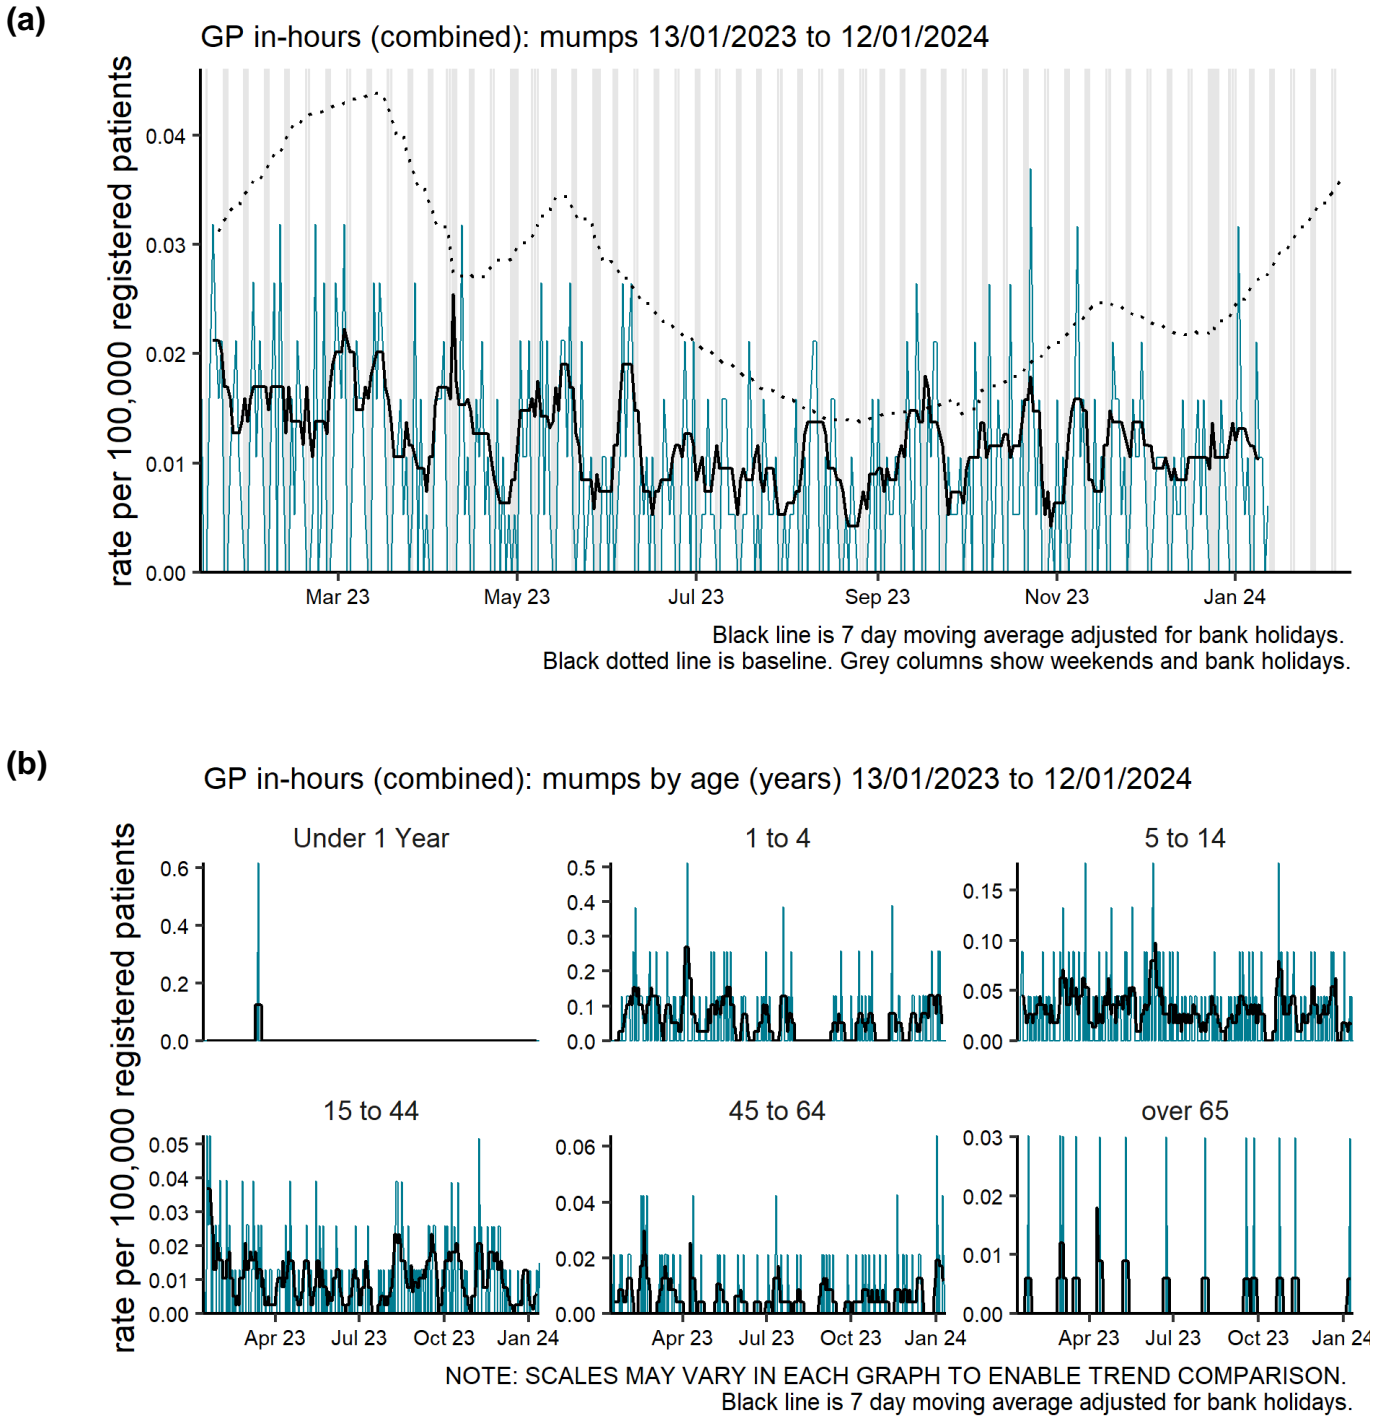 (a)
GP in-hours (combined): mumps 13/01/2023 to 12/01/2024
rate per 100,000 registered patients
0.04
0.03
0.02
0.01
0.00
Mar 23 May 23 Jul 23 Sep 23 Nov 23 Jan 24
Black line is 7 day moving average adjusted for bank holidays.
Black dotted line is baseline. Grey columns show weekends and bank holidays.
(b)
GP in-hours (combined): mumps by age (years) 13/01/2023 to 12/01/2024
rate per 100,000 registered patients
Under 1 Year
0.6
0.4
0.2
0.0
1 to 4
0.5
0.4
0.3
0.2
0.1
0.0
5 to 14
0.15
0.10
0.05
0.00
15 to 44
0.05
0.04
0.03
0.02
0.01
0.00
Apr 23 Jul 23 Oct 23 Jan 24
45 to 64
0.06
0.04
0.02
0.00
Apr 23 Jul 23 Oct 23 Jan 24
over 65
0.03
0.02
0.01
0.00
Apr 23 Jul 23 Oct 23 Jan 24
NOTE: SCALES MAY VARY IN EACH GRAPH TO ENABLE TREND COMPARISON.
Black line is 7 day moving average adjusted for bank holidays.